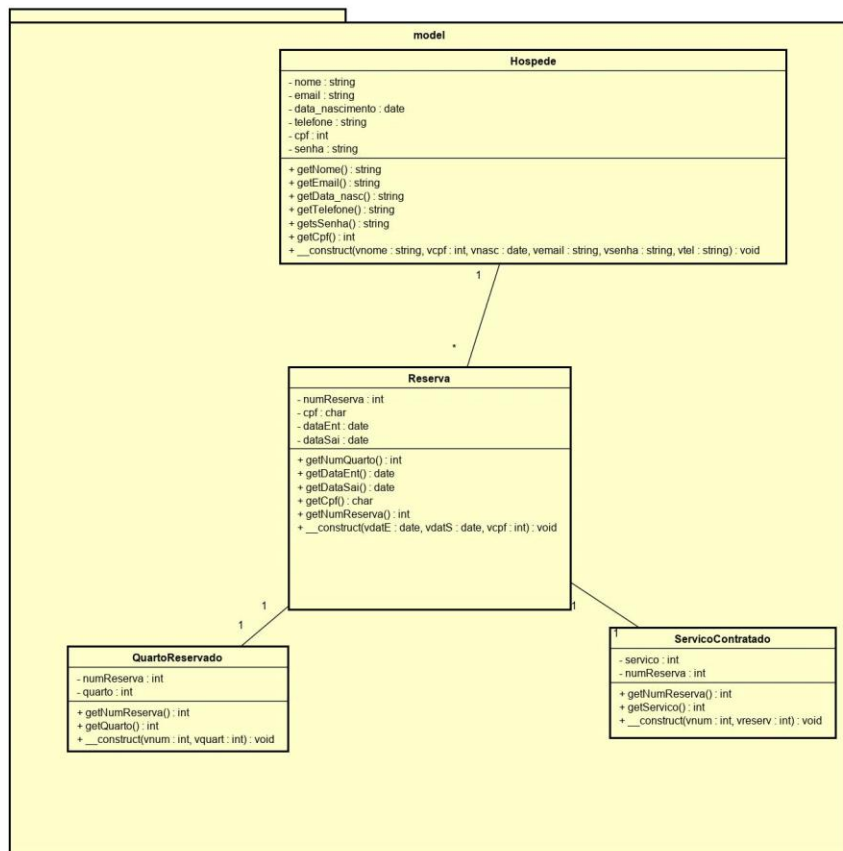 model
Hospede
- nome : string
- email : string
- data_nascimento : date
- telefone : string
- cpf : int
- senha : string
+ getNome() : string
+ getEmail() : string
+ getData_nasc() : string
+ getTelefone() : string
+ getsSenha() : string
+ getCpf() : int
+ __construct(vnome : string, vcpf : int, vnasc : date, vemail : string, vsenha : string, vtel : string) : void
1
*
Reserva
- numReserva : int
- cpf : char
- dataEnt : date
- dataSai : date
+ getNumQuarto() : int
+ getDataEnt() : date
+ getDataSai() : date
+ getCpf() : char
+ getNumReserva() : int
+ __construct(vdatE : date, vdatS : date, vcpf : int) : void
1
1
1
1
QuartoReservado
- numReserva : int
- quarto : int
+ getNumReserva() : int
+ getQuarto() : int
+ __construct(vnum : int, vquart : int) : void
ServicoContratado
- servico : int
- numReserva : int
+ getNumReserva() : int
+ getServico() : int
+ __construct(vnum : int, vreserv : int) : void